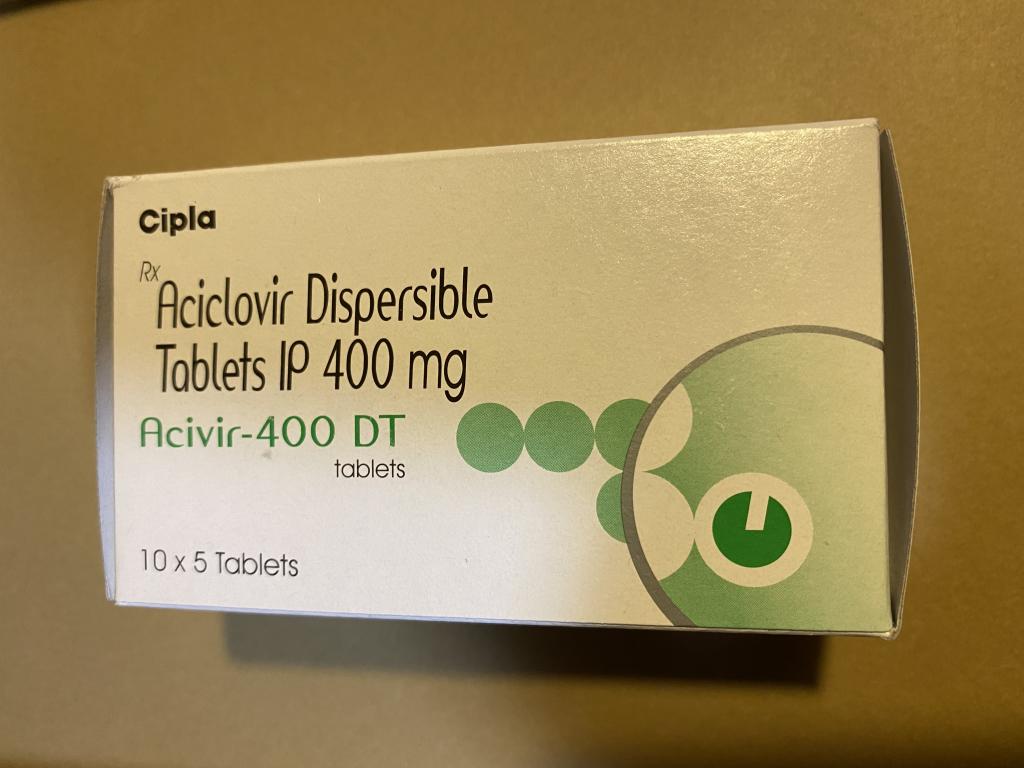 Cipla
Rx
Aciclovir Dispersible
Tablets IP 400 mg
Acivir-400 DT
tablets
10 x 5 Tablets